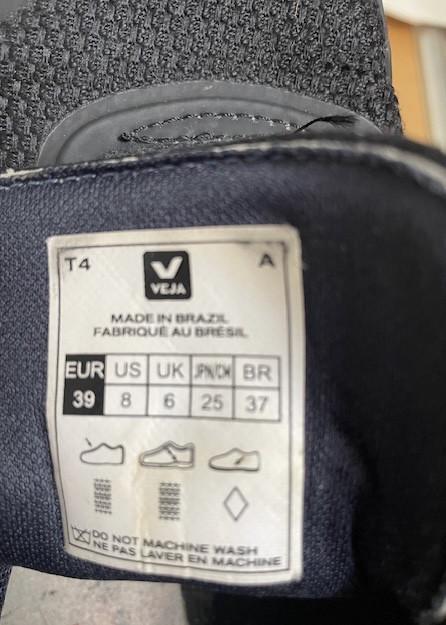 T4 A
V
VEJA
MADE IN BRAZIL
FABRIQUÉ AU BRÉSIL
EUR US UK JPN/CM BR
39 8 6 25 37
DO NOT MACHINE WASH
NE PAS LAVER EN MACHINE